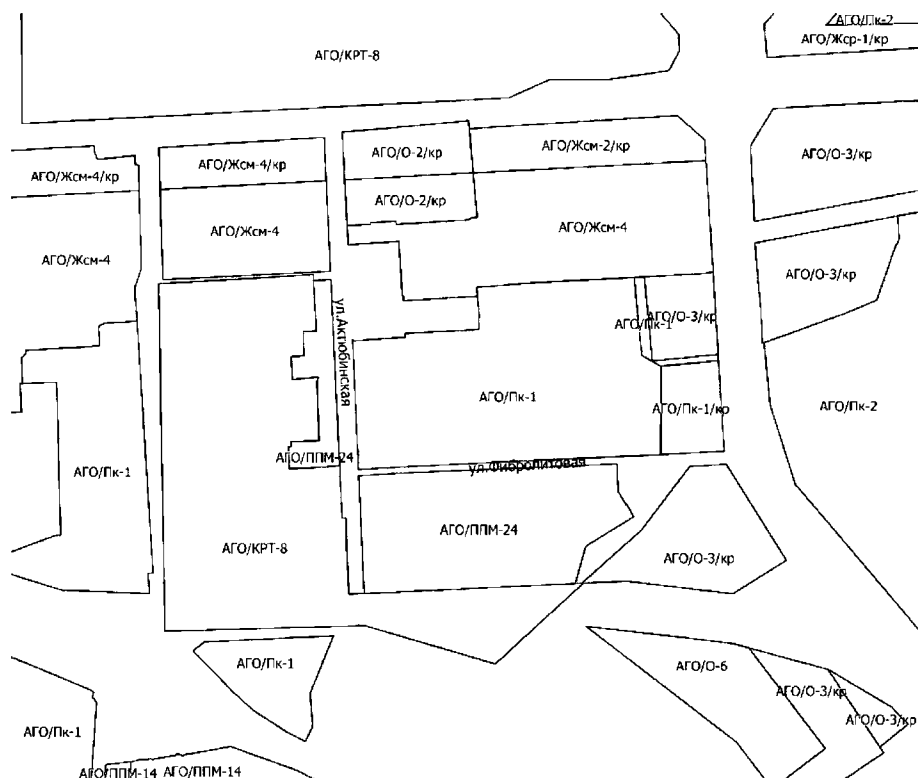 АГО/Пк-2
АГО/Жср-1/кр
АГО/КРТ-8
АГО/О-2/кр
АГО/Жсм-2/кр
АГО/О-3/кр
АГО/Жсм-4/кр
АГО/Жсм-4/кр
АГО/О-2/кр
АГО/Жсм-4
АГО/Жсм-4
АГО/Жсм-4
АГО/О-3/кр
АГО/О-3/кр
АГО/Пк-1
ул.Актюбинская
АГО/Пк-1
АГО/Пк-1/кр
АГО/Пк-2
АГО/ППМ-24
ул.Фибролитовая
АГО/Пк-1
АГО/ППМ-24
АГО/КРТ-8
АГО/О-3/кр
АГО/Пк-1
АГО/О-6
АГО/О-3/кр
АГО/О-3/кр
АГО/Пк-1
АГО/ППМ-14
АГО/ППМ-14